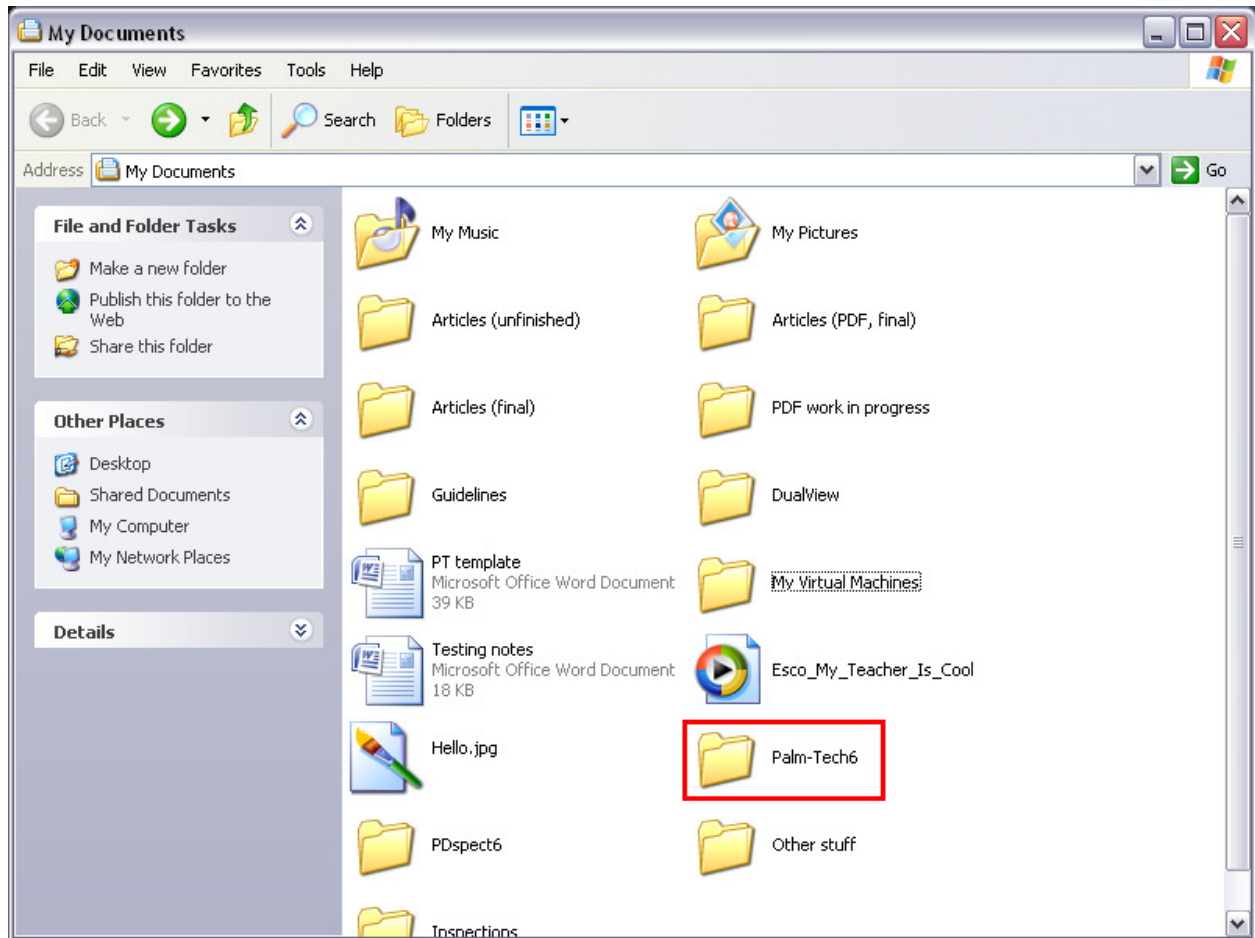 My Documents
File Edit View Favorites Tools Help
Back Search Folders
Address My Documents Go
File and Folder Tasks
Make a new folder
Publish this folder to the
Web
Share this folder
Other Places
Desktop
Shared Documents
My Computer
My Network Places
Details
My Music
My Pictures
Articles (unfinished)
Articles (PDF, final)
Articles (final)
PDF work in progress
Guidelines
DualView
PT template
Microsoft Office Word Document
39 KB
My Virtual Machines
Testing notes
Microsoft Office Word Document
18 KB
Esco_My_Teacher_Is_Cool
Hello.jpg
Palm-Tech6
PDspect6
Other stuff
Inspections